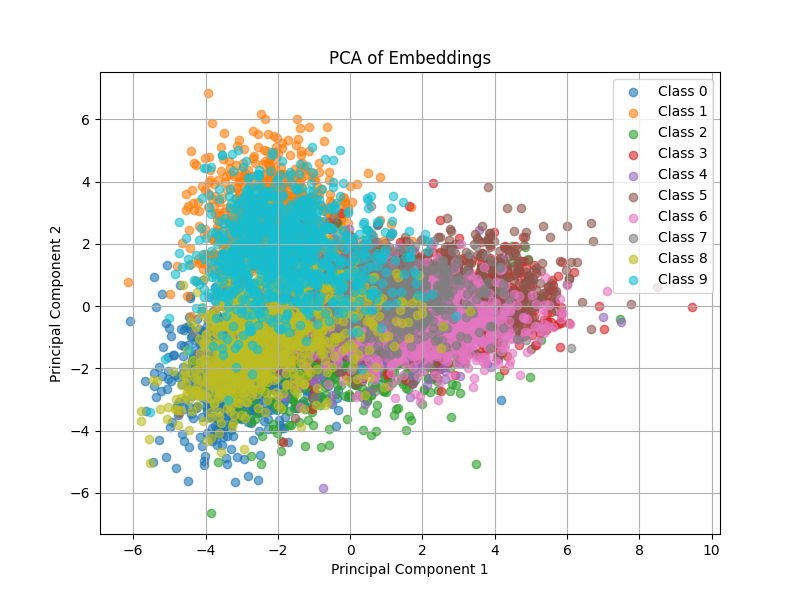 PCA of Embeddings
Class 0
Class 1
Class 2
Class 3
Class 4
Class 5
Class 6
Class 7
Class 8
Class 9
6
4
2
0
−2
−4
−6
Principal Component 2
−6 −4 −2 0 2 4 6 8 10
Principal Component 1